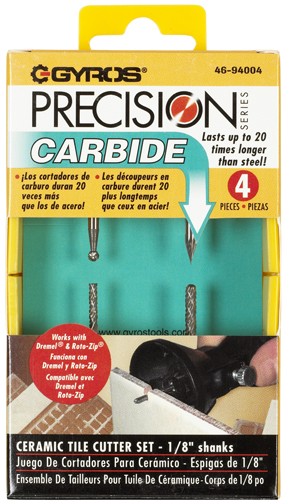 GYROS®
46-94004
PRECISION
SERIES
CARBIDE
Lasts up to 20
times longer
than steel!
• ¡Los cortadores de
carburo duran 20
veces más
que los de acero!
• Les découpeurs en
carbure durent 20
plus longtemps
que ceux en acier!
4
PIECES • PIEZAS
www.gyrostools.com
Works with
Dremel® & Roto-Zip®
Funciona con
Dremel y Roto-Zip
Compatible avec
Dremel et
Roto-Zip
CERAMIC TILE CUTTER SET - 1/8" shanks
Juego De Cortadores Para Cerámico - Espigas de 1/8"
Ensemble De Tailleurs Pour Tuile De Céramique-Corps de 1/8 po